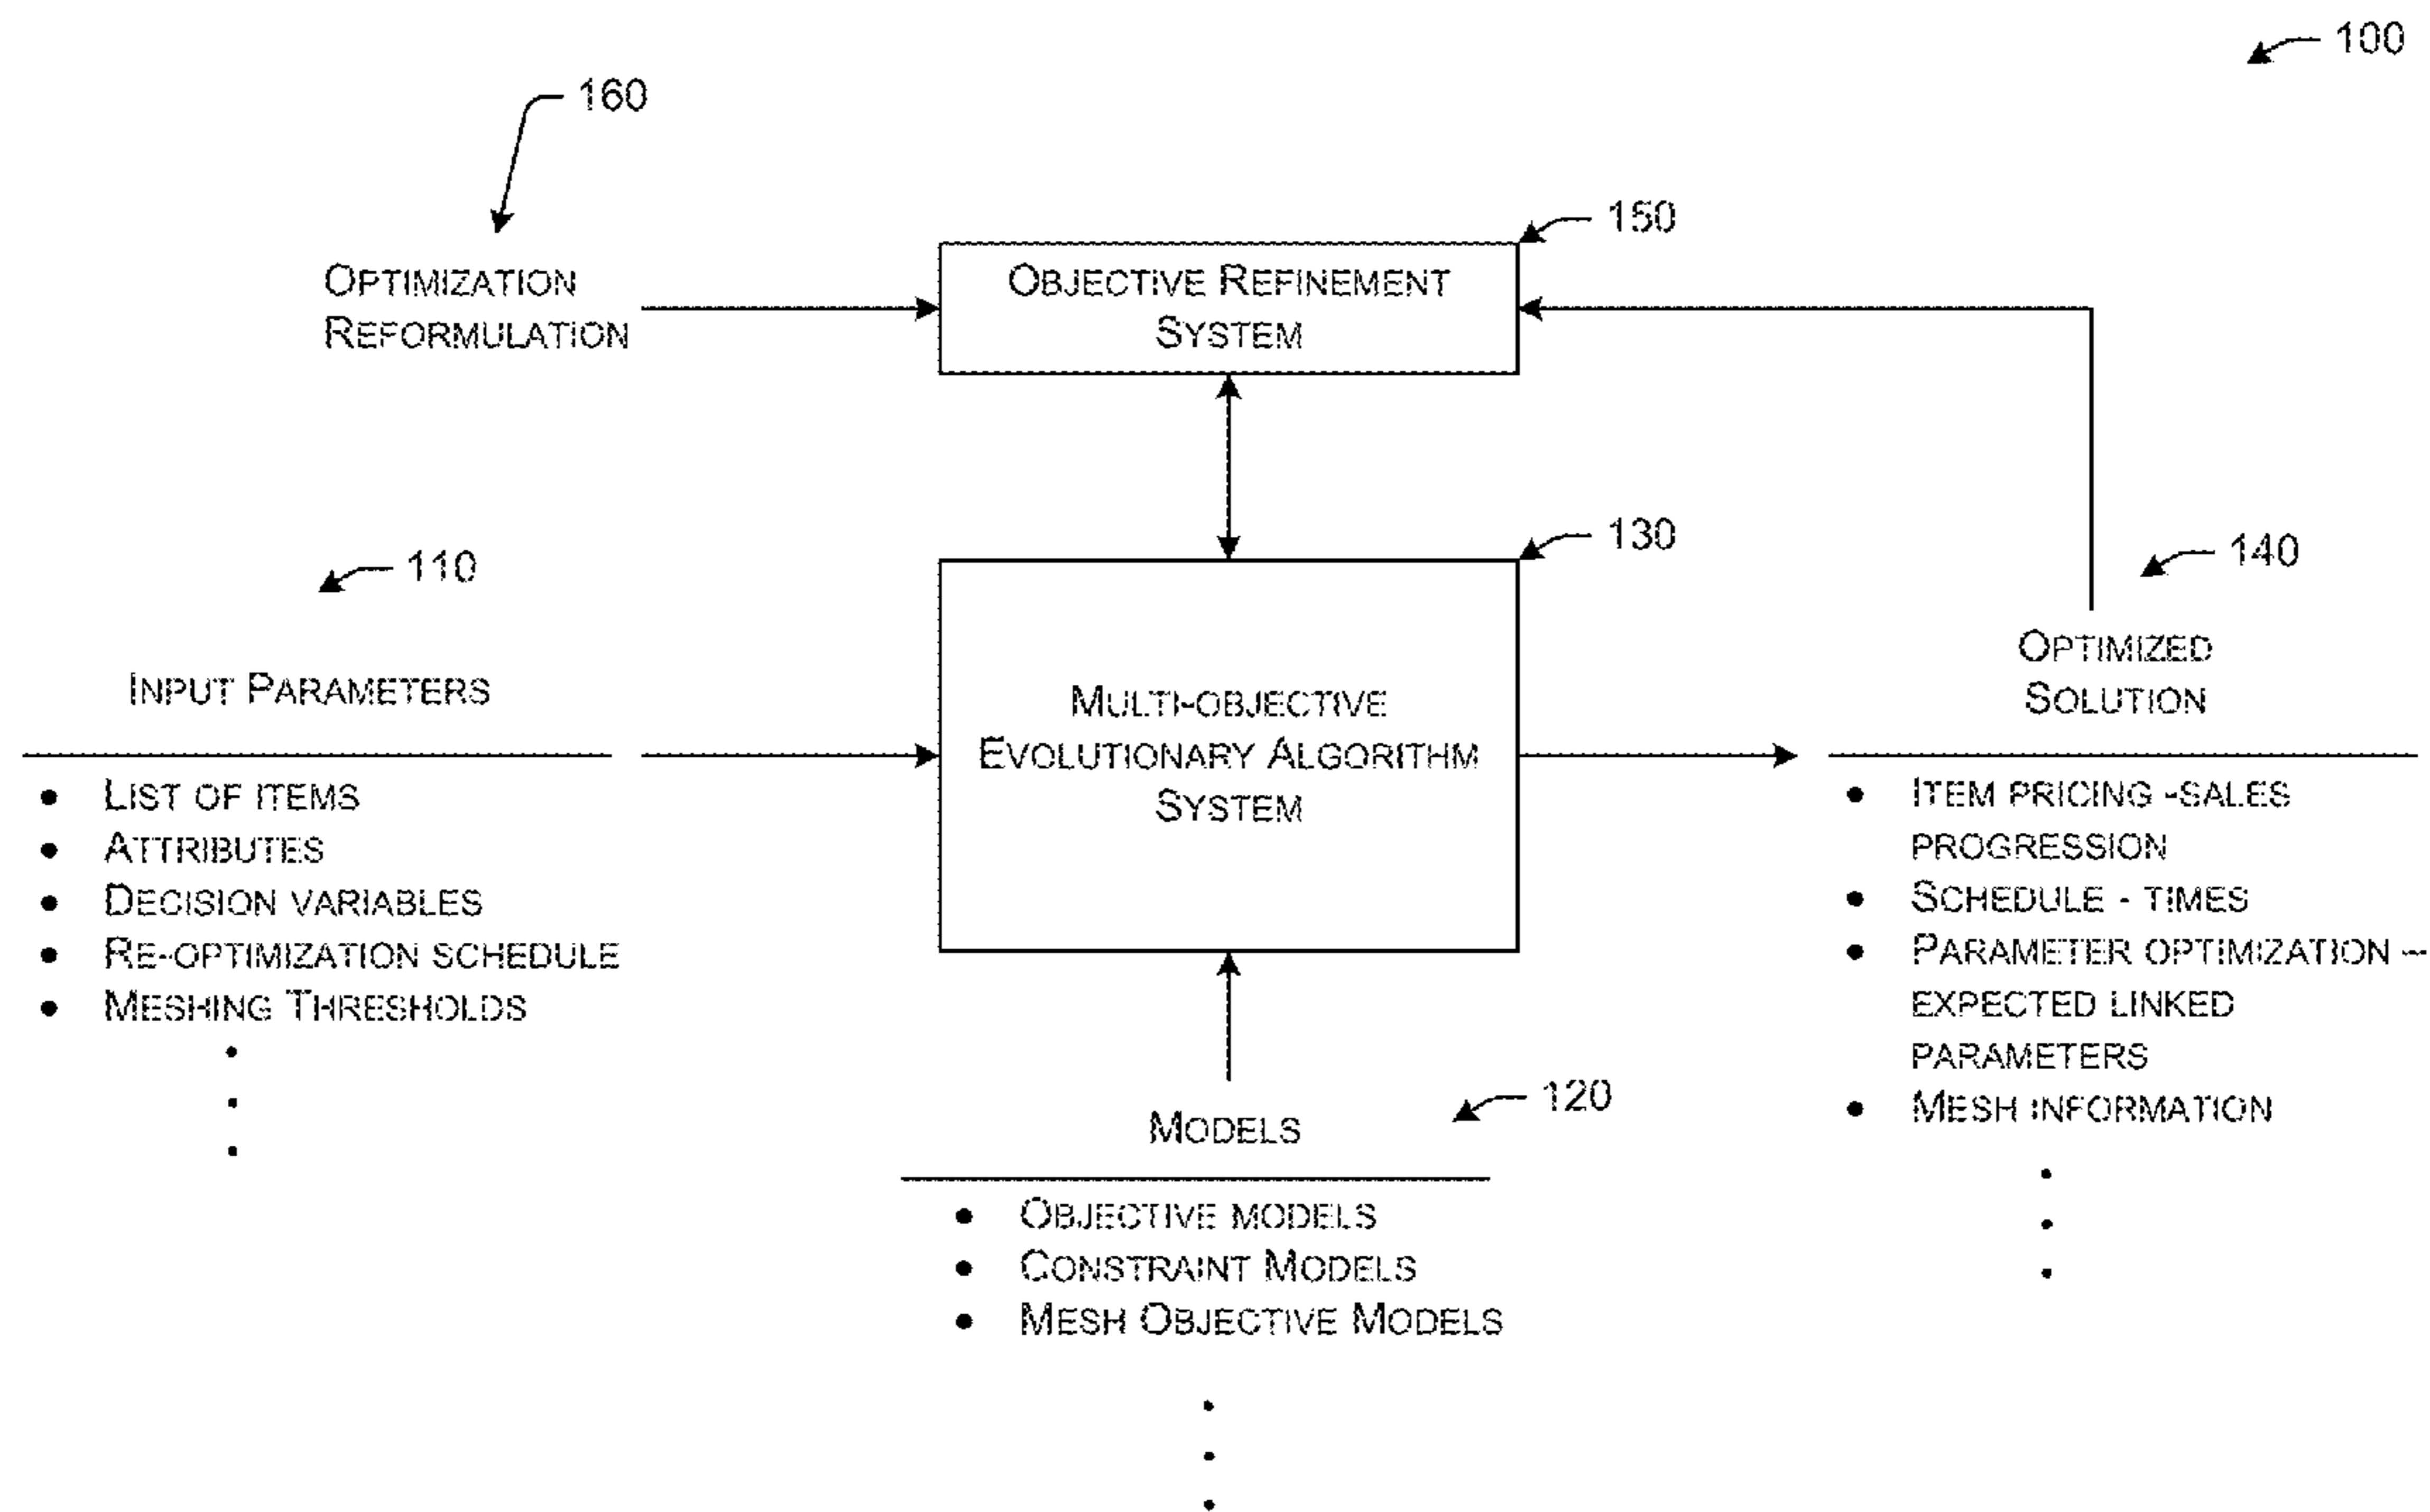 100
160
OPTIMIZATION
REFORMULATION
150
OBJECTIVE REFINEMENT
SYSTEM
110
INPUT PARAMETERS
• LIST OF ITEMS
• ATTRIBUTES
• DECISION VARIABLES
• RE-OPTIMIZATION SCHEDULE
• MESHING THRESHOLDS
130
MULTI-OBJECTIVE
EVOLUTIONARY ALGORITHM
SYSTEM
140
OPTIMIZED
SOLUTION
• ITEM PRICING -SALES
PROGRESSION
• SCHEDULE - TIMES
• PARAMETER OPTIMIZATION –
EXPECTED LINKED
PARAMETERS
• MESH INFORMATION
120
MODELS
• OBJECTIVE MODELS
• CONSTRAINT MODELS
• MESH OBJECTIVE MODELS